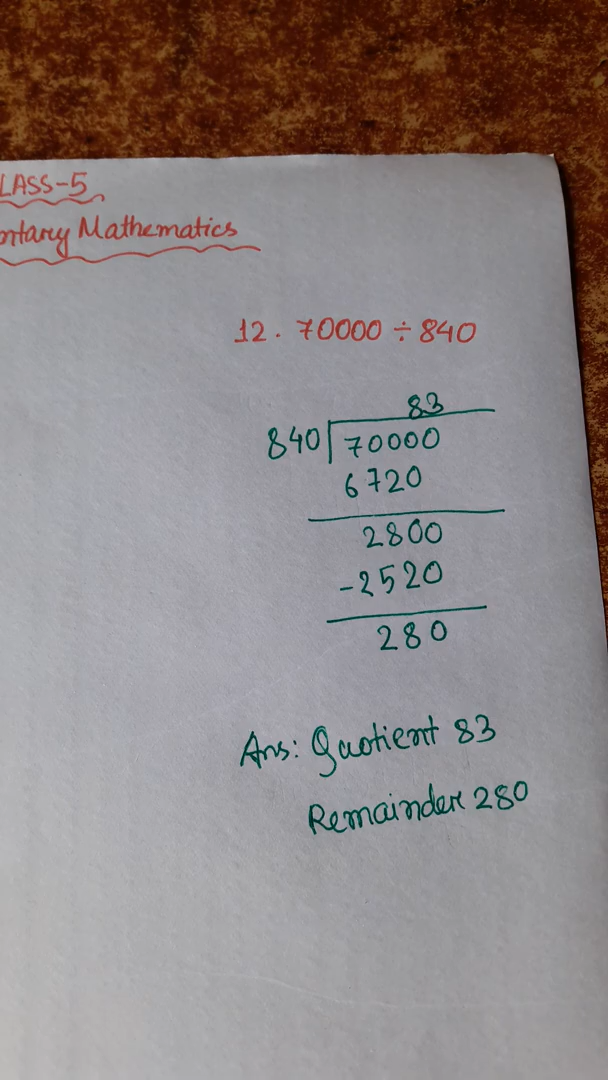 LASS-5
ntary Mathematics
12. 70000 ÷ 840
83
840 70000
6720
2800
-2520
280
Ans: Quotient 83
Remainder 280